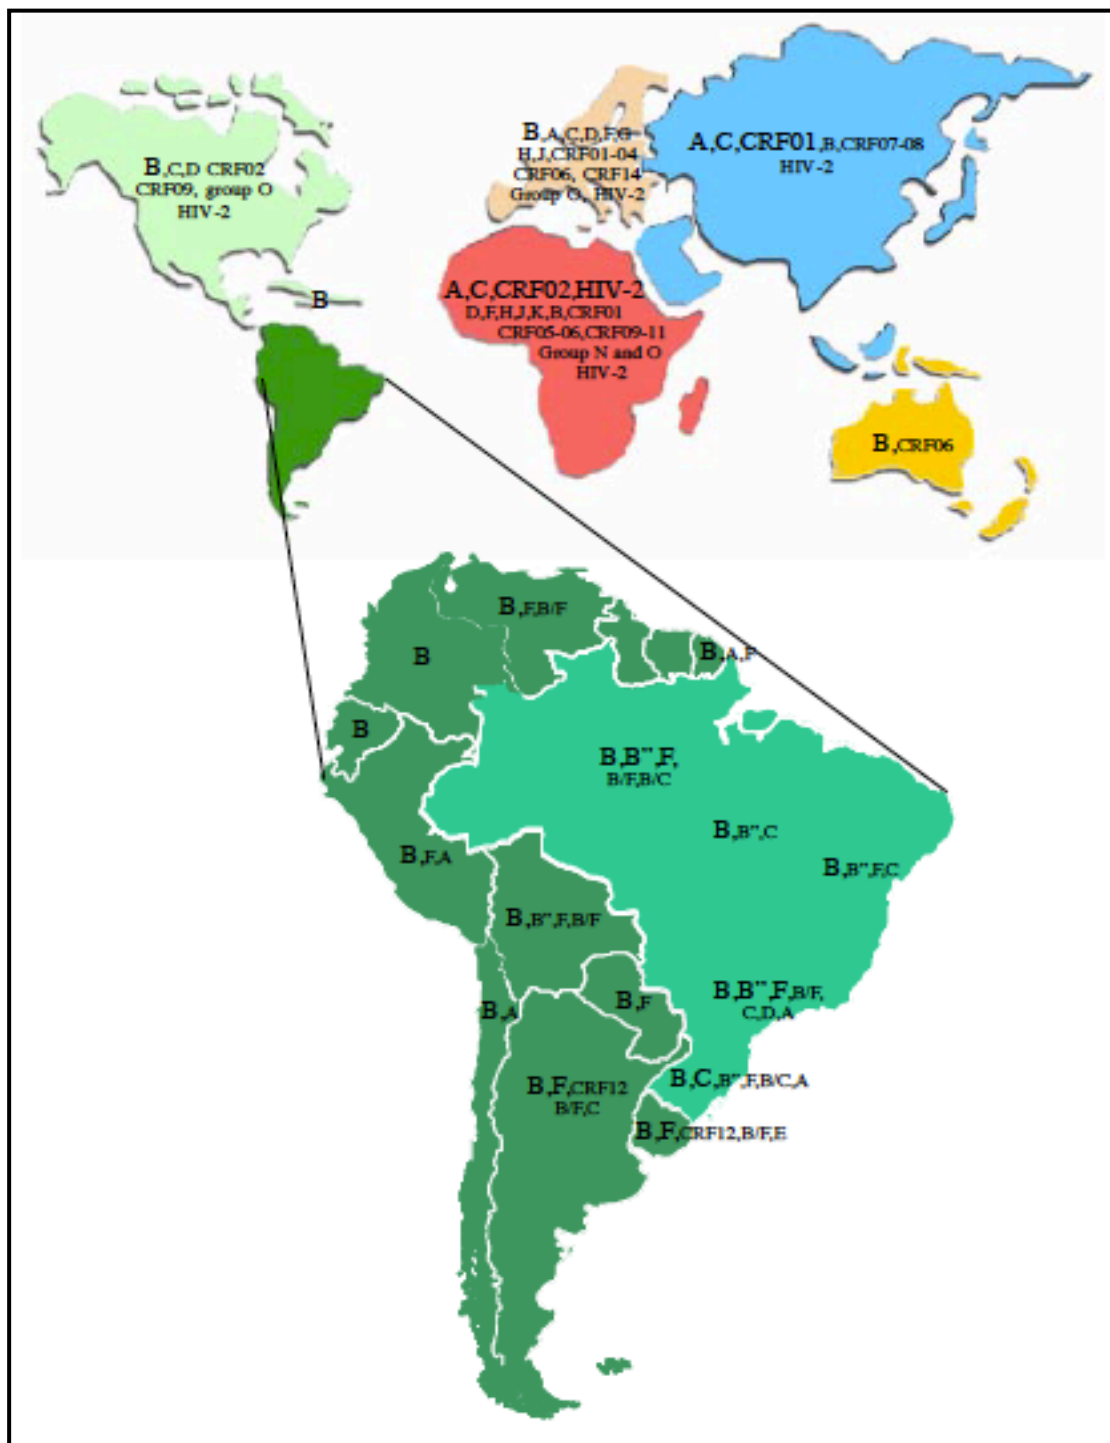 B,C,D CRF02
CRF09, group O
HIV-2
B
B,A,C,D,F,G
H,J,CRF01-04
CRF06, CRF14
Group O, HIV-2
A,C,CRF01,B,CRF07-08
HIV-2
A,C,CRF02,HIV-2
D,F,H,J,K,B,CRF01
CRF05-06,CRF09-11
Group N and O
HIV-2
B,CRF06
B,F,B/F
B
B,A,F
B
B,B”,F,
B/F,B/C
B,B”,C
B,F,A
B,B”,F,C
B,B”,F,B/F
B,A
B,F
B,B”,F,B/F,
C,D,A
B,F,CRF12
B/F,C
B,C,B”,F,B/C,A
B,F,CRF12,B/F,E